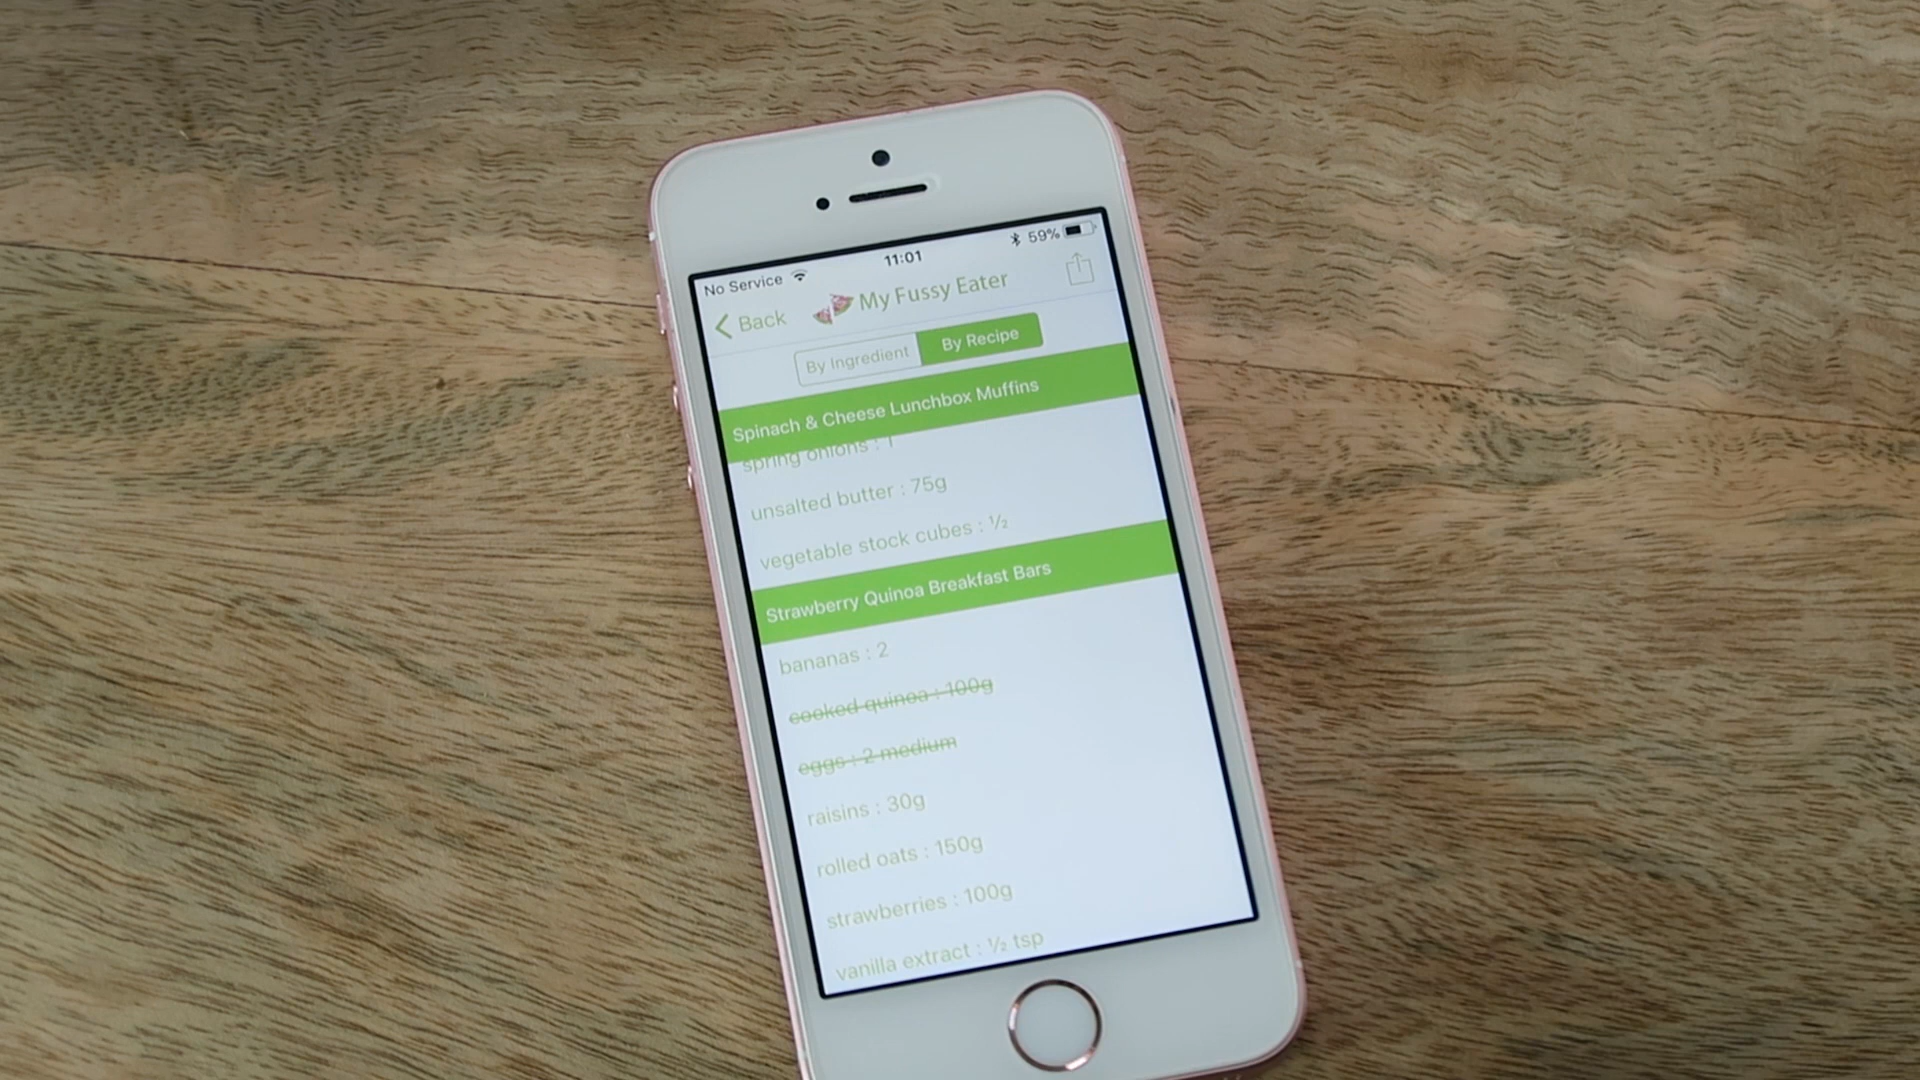 No Service 11:01 59%
Back My Fussy Eater
By Ingredient By Recipe
Spinach & Cheese Lunchbox Muffins
spring onions : 1
unsalted butter : 75g
vegetable stock cubes : ½
Strawberry Quinoa Breakfast Bars
bananas : 2
cooked quinoa : 100g
eggs : 2 medium
raisins : 30g
rolled oats : 150g
strawberries : 100g
vanilla extract : ½ tsp